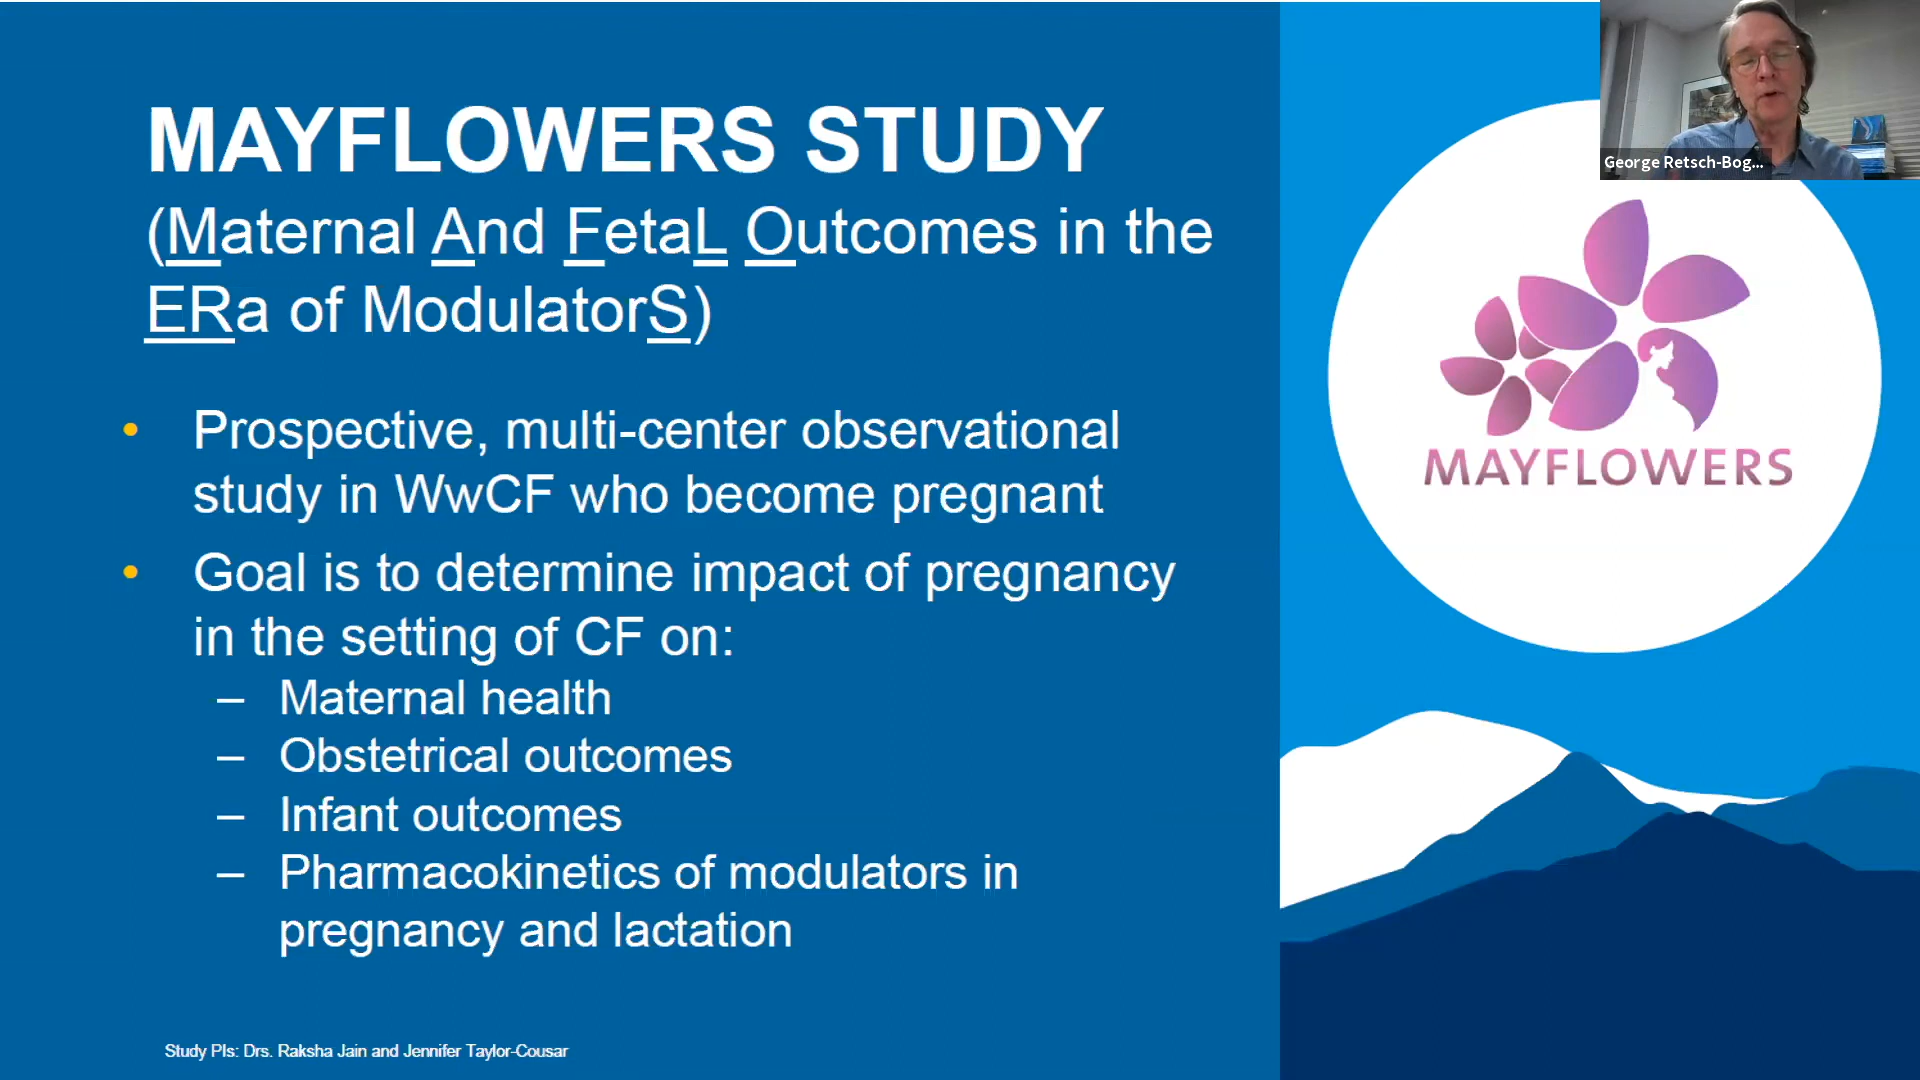 MAYFLOWERS STUDY
(Maternal And FetaL Outcomes in the
ERa of ModulatorS)
• Prospective, multi-center observational
study in WwCF who become pregnant
• Goal is to determine impact of pregnancy
in the setting of CF on:
– Maternal health
– Obstetrical outcomes
– Infant outcomes
– Pharmacokinetics of modulators in
pregnancy and lactation
Study PIs: Drs. Raksha Jain and Jennifer Taylor-Cousar
George Retsch-Bog...
MAYFLOWERS